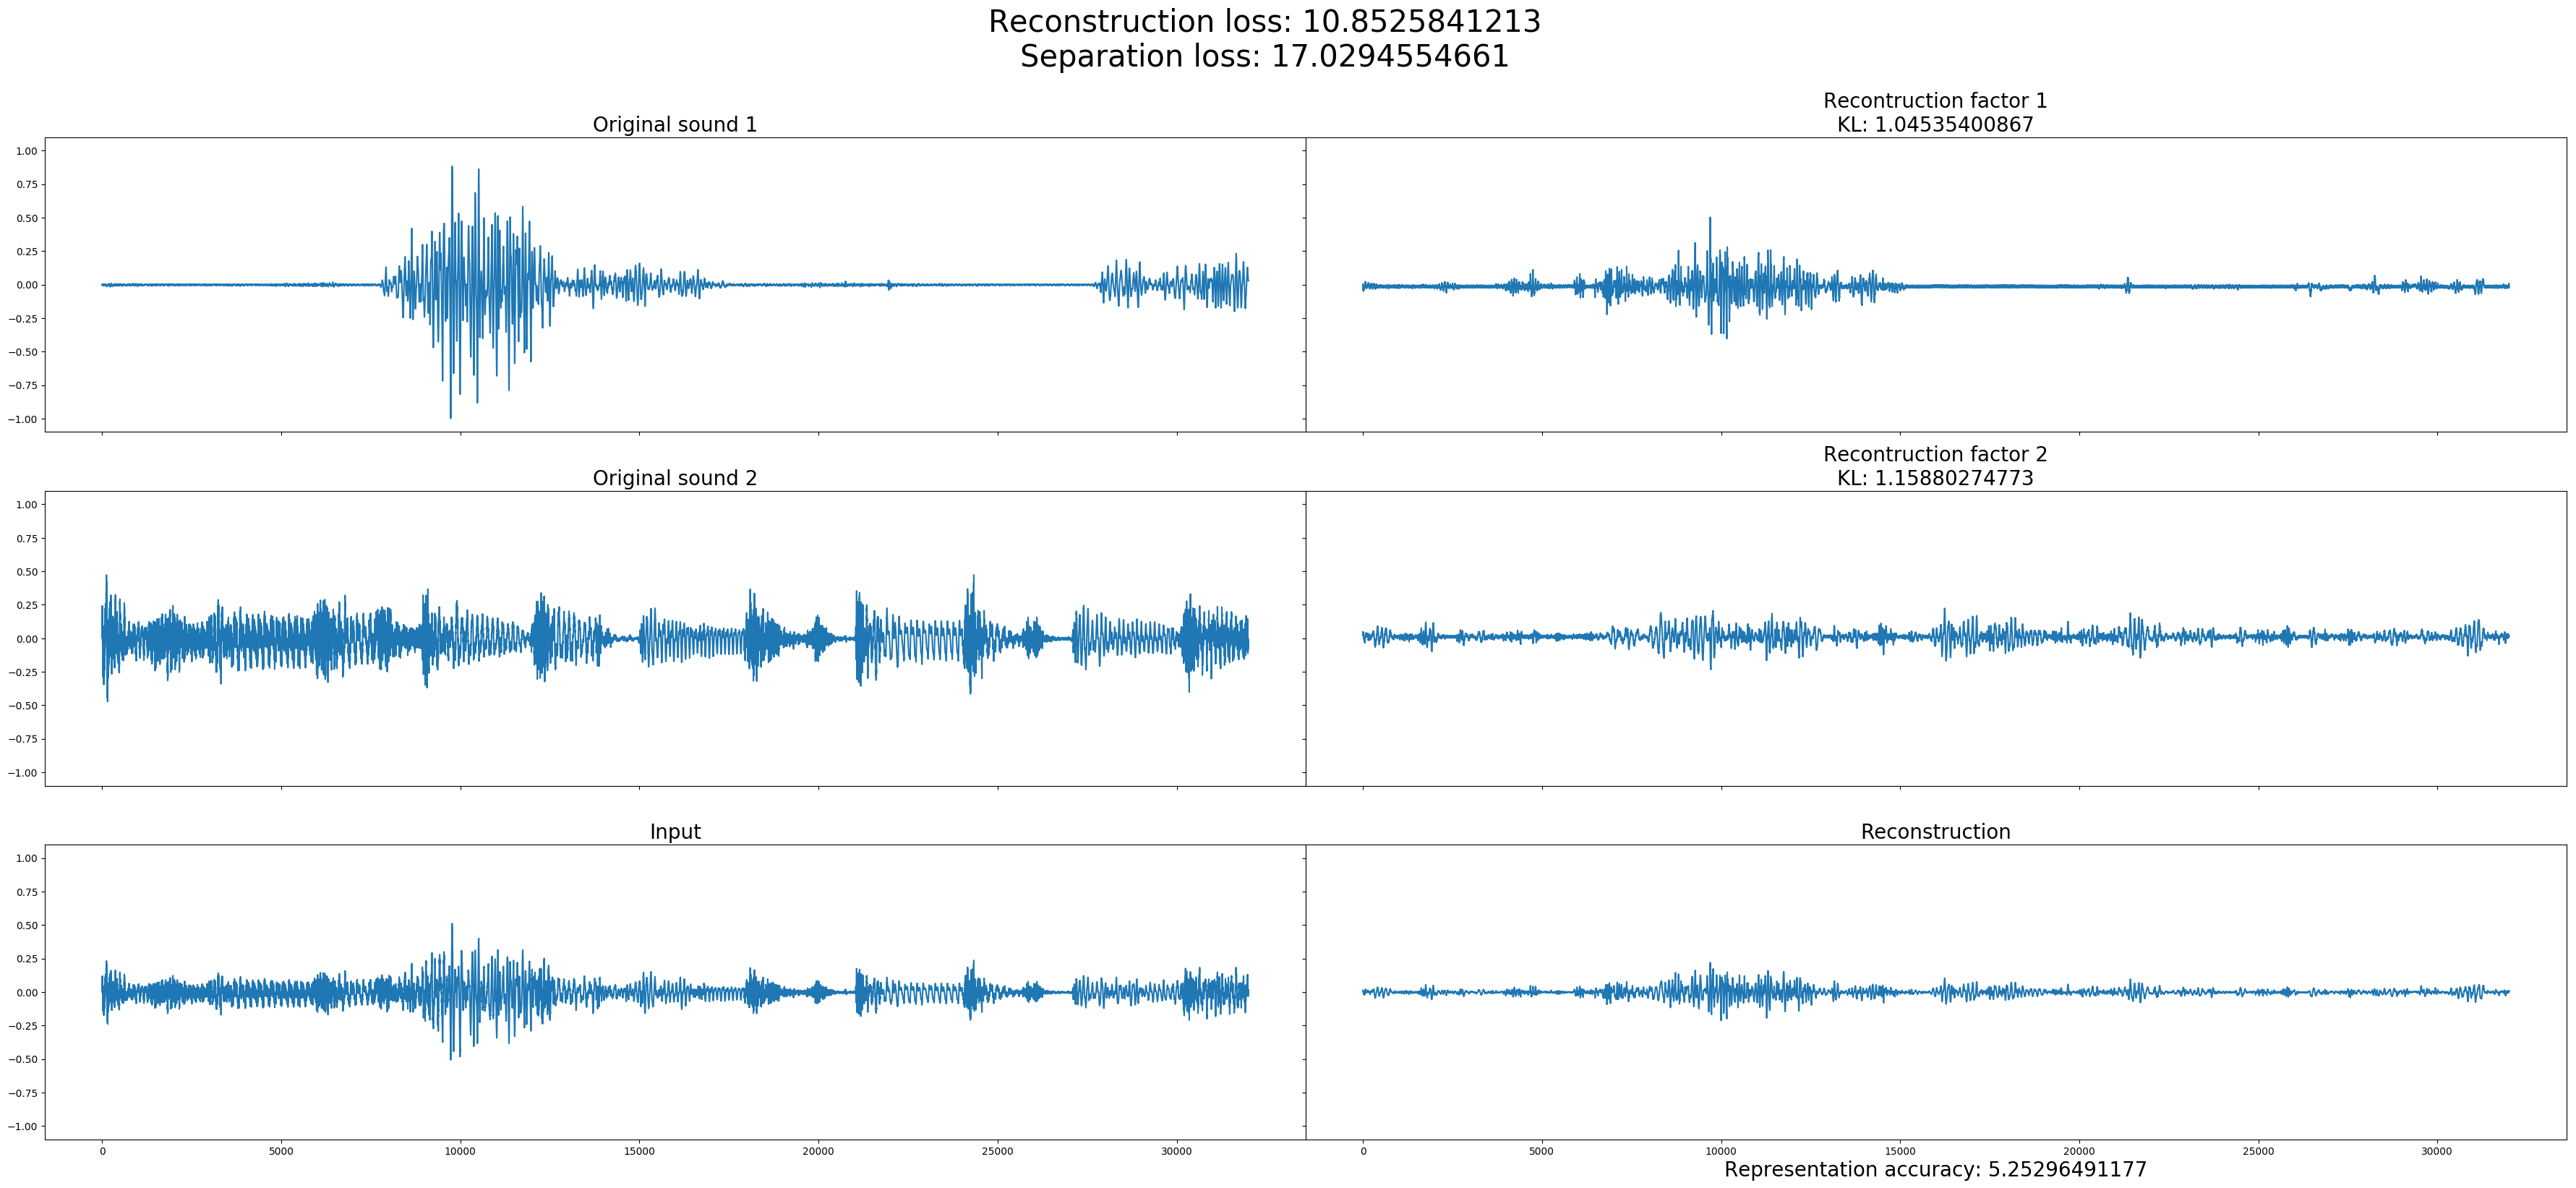 Reconstruction loss: 10.8525841213
Separation loss: 17.0294554661
Original sound 1
Recontruction factor 1
KL: 1.04535400867
1.00
0.75
0.50
0.25
0.00
−0.25
−0.50
−0.75
−1.00
Original sound 2
Recontruction factor 2
KL: 1.15880274773
1.00
0.75
0.50
0.25
0.00
−0.25
−0.50
−0.75
−1.00
Input
Reconstruction
1.00
0.75
0.50
0.25
0.00
−0.25
−0.50
−0.75
−1.00
0 5000 10000 15000 20000 25000 30000
0 5000 10000 15000 20000 25000 30000
Representation accuracy: 5.25296491177